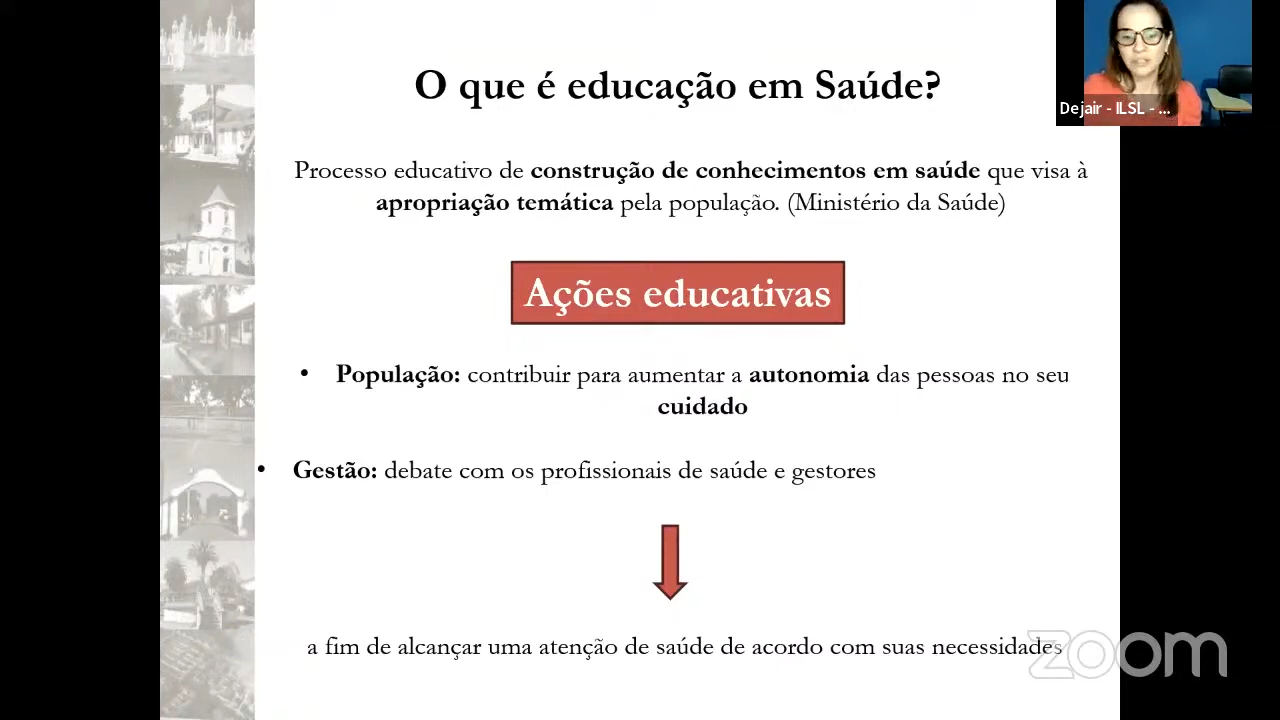 O que é educação em Saúde?
Dejair - ILSL - ...
Processo educativo de construção de conhecimentos em saúde que visa à
apropriação temática pela população. (Ministério da Saúde)
Ações educativas
• População: contribuir para aumentar a autonomia das pessoas no seu
cuidado
• Gestão: debate com os profissionais de saúde e gestores
a fim de alcançar uma atenção de saúde de acordo com suas necessidades
zoom